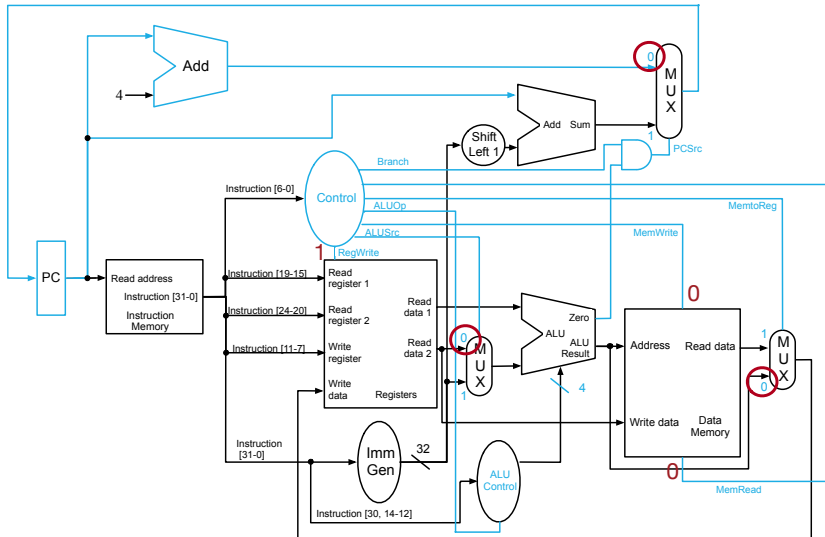 Add
4
0
M
U
X
1
PCSrc
Add
Sum
Shift
Left 1
Branch
Instruction [6-0]
Control
ALUOp
ALUSrc
MemtoReg
MemWrite
1
RegWrite
PC
Read address
Instruction [31-0]
Instruction
Memory
Instruction [19-15]
Read
register 1
Instruction [24-20]
Read
register 2
Instruction [11-7]
Write
register
Write
data
Registers
Read
data 1
Read
data 2
0
M
U
X
1
Zero
ALU
ALU
Result
4
0
Address
Read data
Write data
Data
Memory
0
MemRead
1
M
U
X
0
Instruction
[31-0]
Imm
Gen
32
ALU
Control
Instruction [30, 14-12]